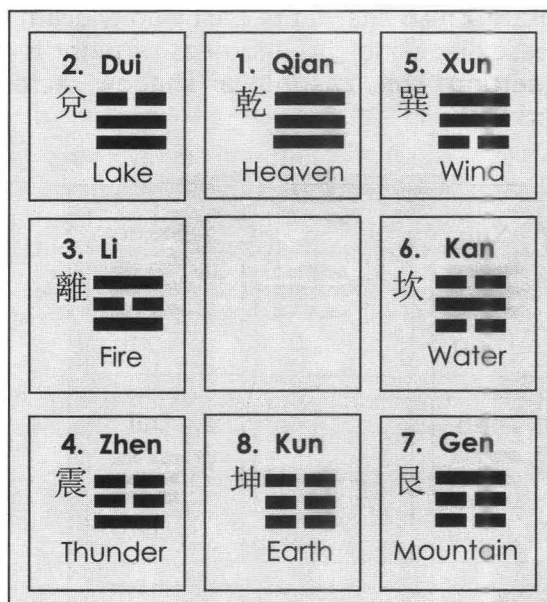 2. Dui
兌
Lake
1. Qian
乾
Heaven
5. Xun
巽
Wind
3. Li
離
Fire
6. Kan
坎
Water
4. Zhen
震
Thunder
8. Kun
坤
Earth
7. Gen
艮
Mountain